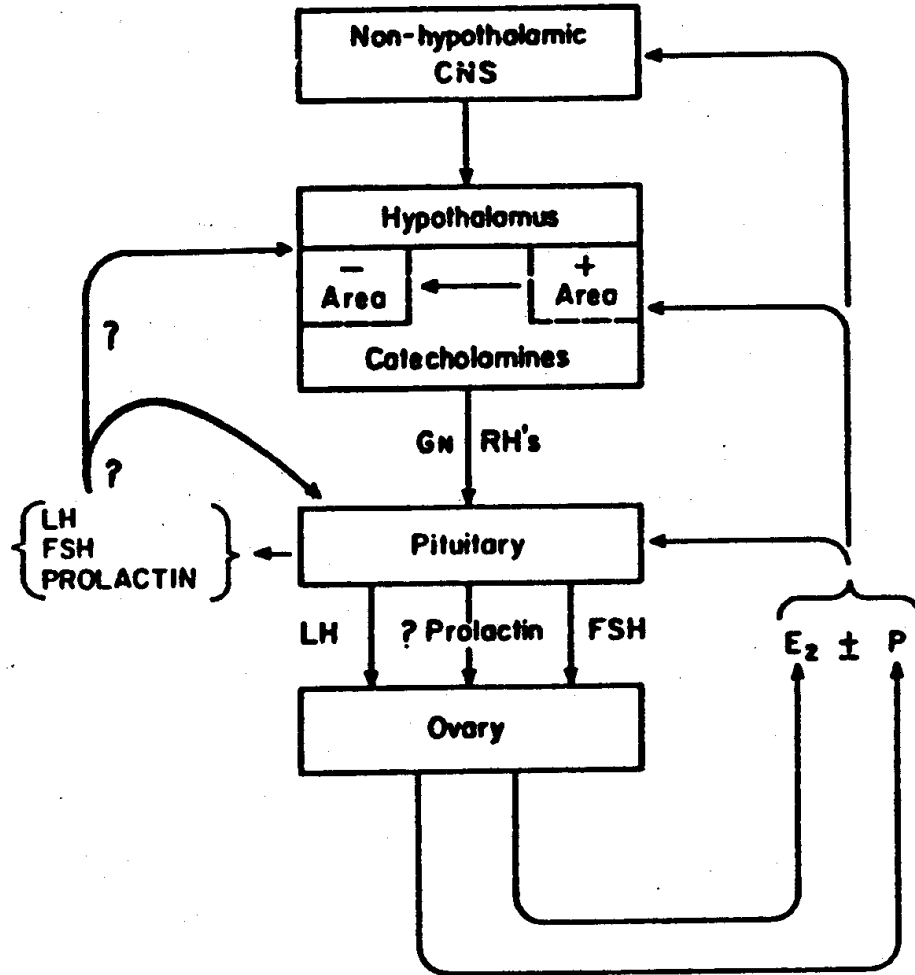 Non-hypothalamic
CNS
Hypothalamus
−
Area
+
Area
Catecholamines
?
GN RH's
?
LH
FSH
PROLACTIN
Pituitary
LH
? Prolactin
FSH
E2 ± P
Ovary